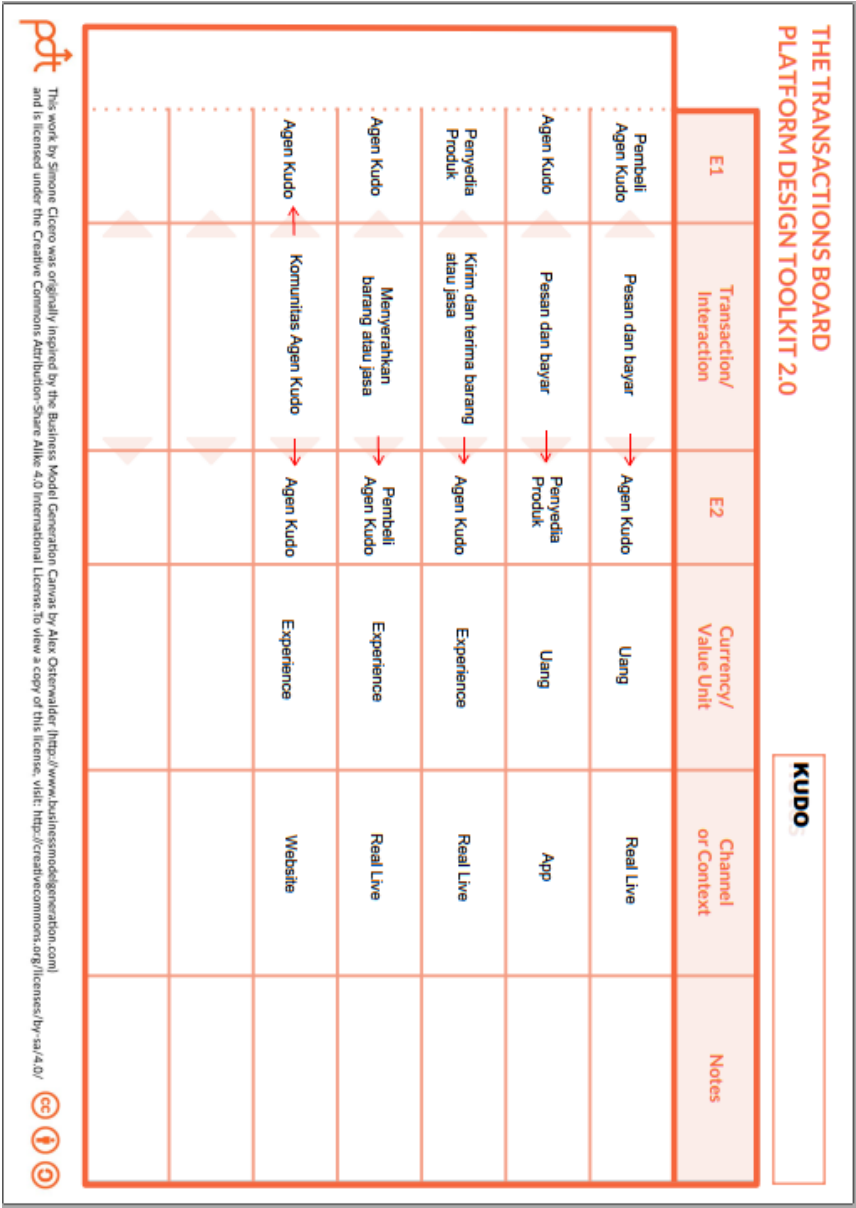 THE TRANSACTIONS BOARD
PLATFORM DESIGN TOOLKIT 2.0
KUDO
E1
Transaction/
Interaction
E2
Currency/
Value Unit
Channel
or Context
Notes
Pembeli
Agen Kudo
Pesan dan bayar
Agen Kudo
Uang
Real Live
Agen Kudo
Pesan dan bayar
Penyedia
Produk
Uang
App
Penyedia
Produk
Kirim dan terima barang
atau jasa
Agen Kudo
Experience
Real Live
Agen Kudo
Menyerahkan
barang atau jasa
Pembeli
Agen Kudo
Experience
Real Live
Agen Kudo
Komunitas Agen Kudo
Agen Kudo
Experience
Website
pdt
This work by Simone Cicero was originally inspired by the Business Model Generation Canvas by Alex Osterwalder (http://www.businessmodelgeneration.com)
and is licensed under the Creative Commons Attribution-Share Alike 4.0 International License.To view a copy of this license, visit: http://creativecommons.org/licenses/by-sa/4.0/
cc